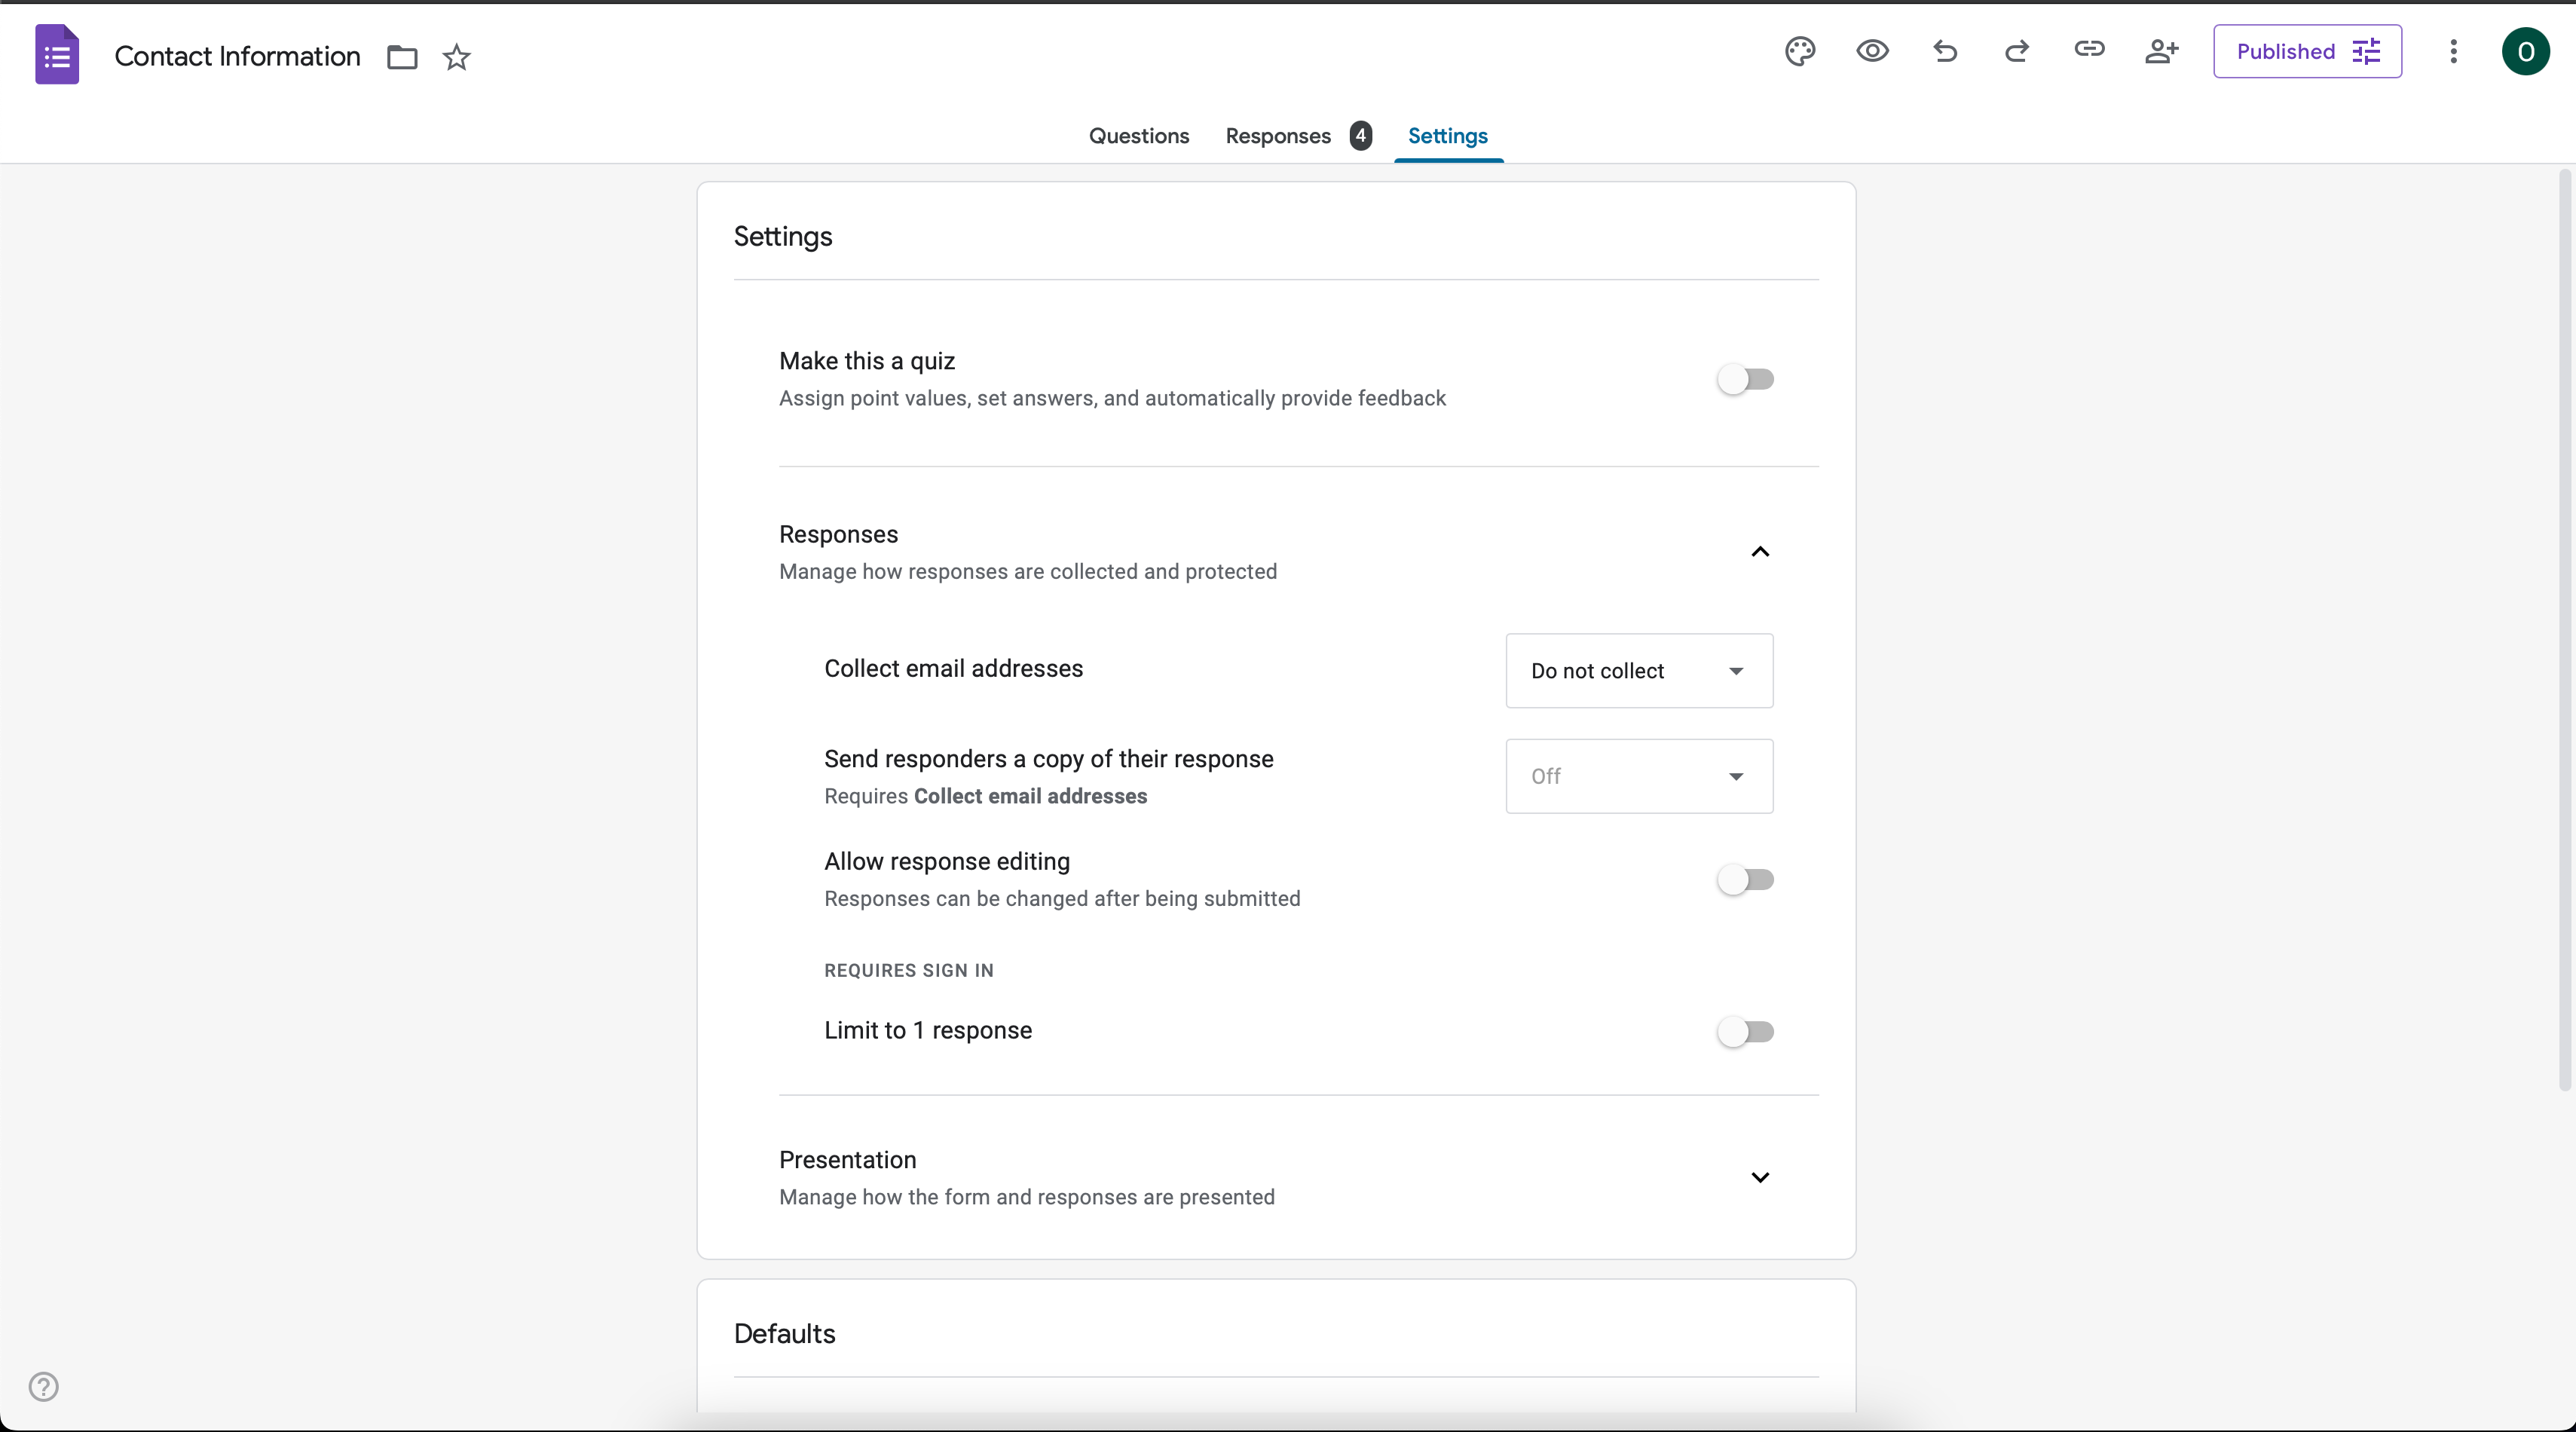 Contact Information
Published
O
Questions
Responses 4
Settings
Settings
Make this a quiz
Assign point values, set answers, and automatically provide feedback
Responses
Manage how responses are collected and protected
Collect email addresses
Do not collect
Send responders a copy of their response
Requires Collect email addresses
Off
Allow response editing
Responses can be changed after being submitted
REQUIRES SIGN IN
Limit to 1 response
Presentation
Manage how the form and responses are presented
Defaults